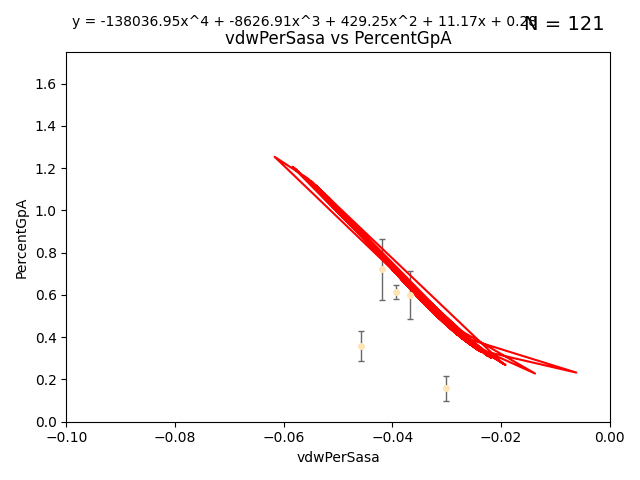 y = -138036.95x^4 + -8626.91x^3 + 429.25x^2 + 11.17x + 0.2
N = 121
vdwPerSasa vs PercentGpA
1.6
1.4
1.2
1.0
0.8
0.6
0.4
0.2
0.0
PercentGpA
−0.10 −0.08 −0.06 −0.04 −0.02 0.00
vdwPerSasa